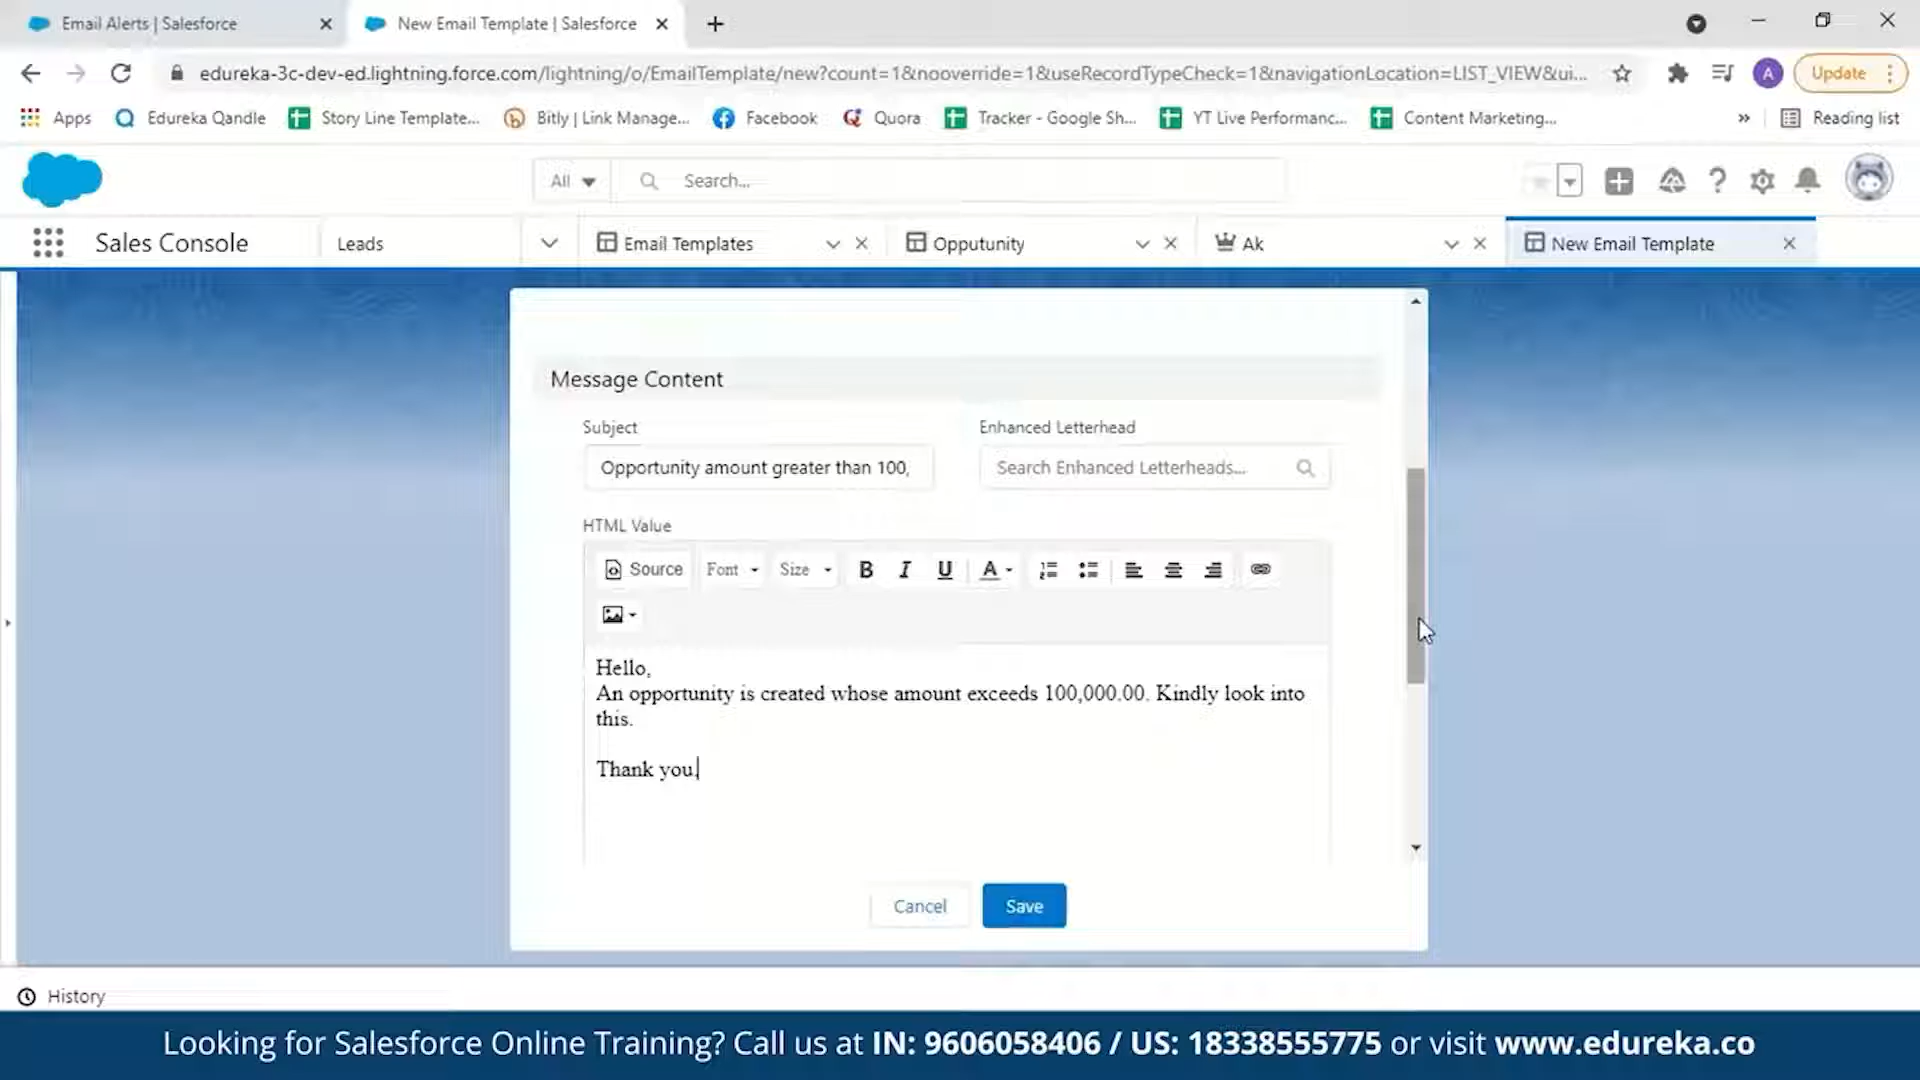 Email Alerts | Salesforce
New Email Template | Salesforce
edureka-3c-dev-ed.lightning.force.com/lightning/o/EmailTemplate/new?count=1&nooverride=1&useRecordTypeCheck=1&navigationLocation=LIST_VIEW&ui...
A
Update
Apps
Edureka Qandle
Story Line Template...
Bitly | Link Manage...
Facebook
Quora
Tracker - Google Sh...
YT Live Performanc...
Content Marketing...
»
Reading list
All
Search...
Sales Console
Leads
Email Templates
Opputunity
Ak
New Email Template
Message Content
Subject
Enhanced Letterhead
Opportunity amount greater than 100,
Search Enhanced Letterheads...
HTML Value
Source
Font
Size
B I U A
Hello,
An opportunity is created whose amount exceeds 100,000.00. Kindly look into
this.
Thank you.
Cancel
Save
History
Looking for Salesforce Online Training? Call us at IN: 9606058406 / US: 18338555775 or visit www.edureka.co